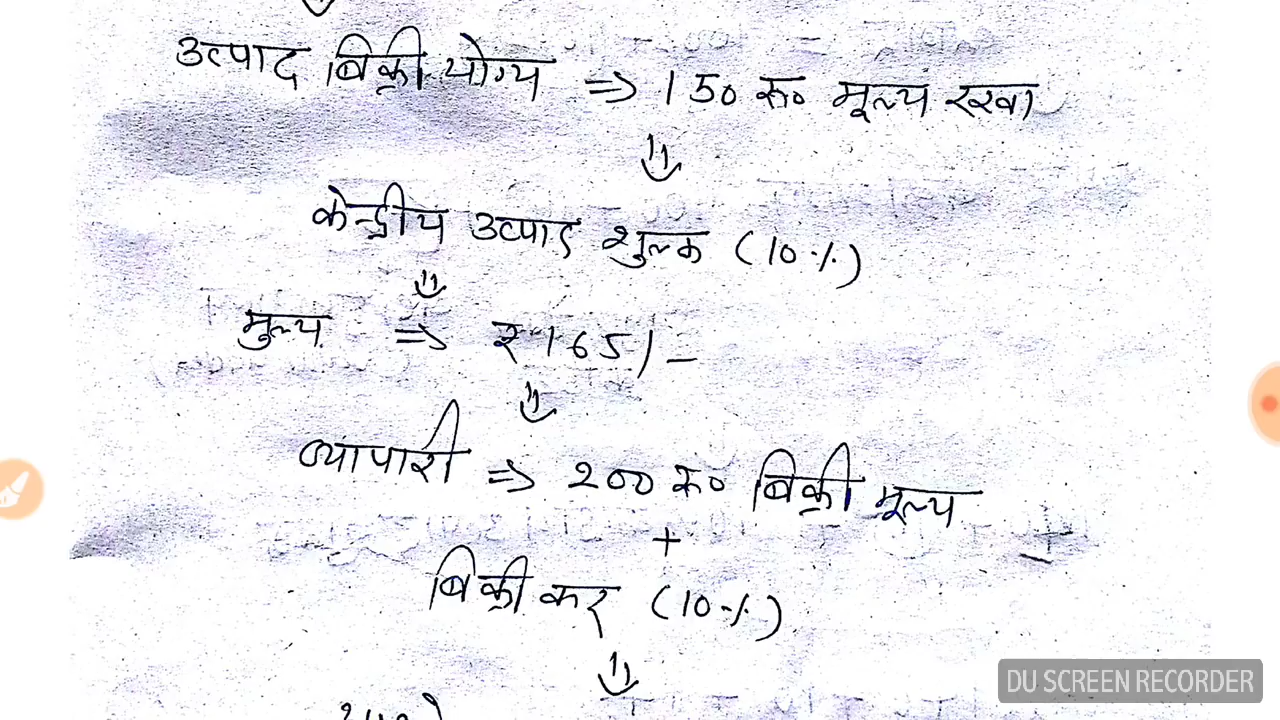 उत्पाद बिक्री योग्य => 150 रु० मूल्य रखा
केन्द्रीय उत्पाद शुल्क (10%)
मुल्य => ₹165/-
व्यापारी => 200 रु० बिक्री मूल्य
+
बिक्री कर (10%)
DU SCREEN RECORDER